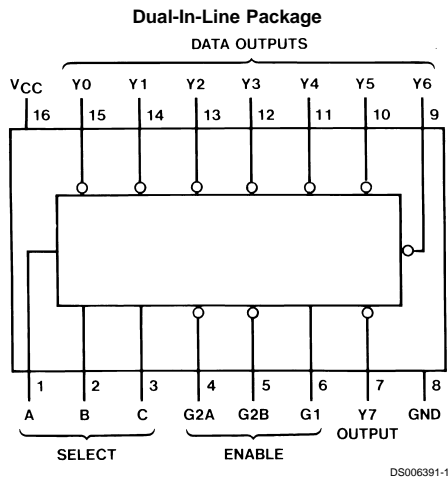 Dual-In-Line Package
DATA OUTPUTS
VCC Y0 Y1 Y2 Y3 Y4 Y5 Y6
16 15 14 13 12 11 10 9
1 2 3 4 5 6 7 8
A B C G2A G2B G1 Y7 GND
OUTPUT
SELECT ENABLE
DS006391-1